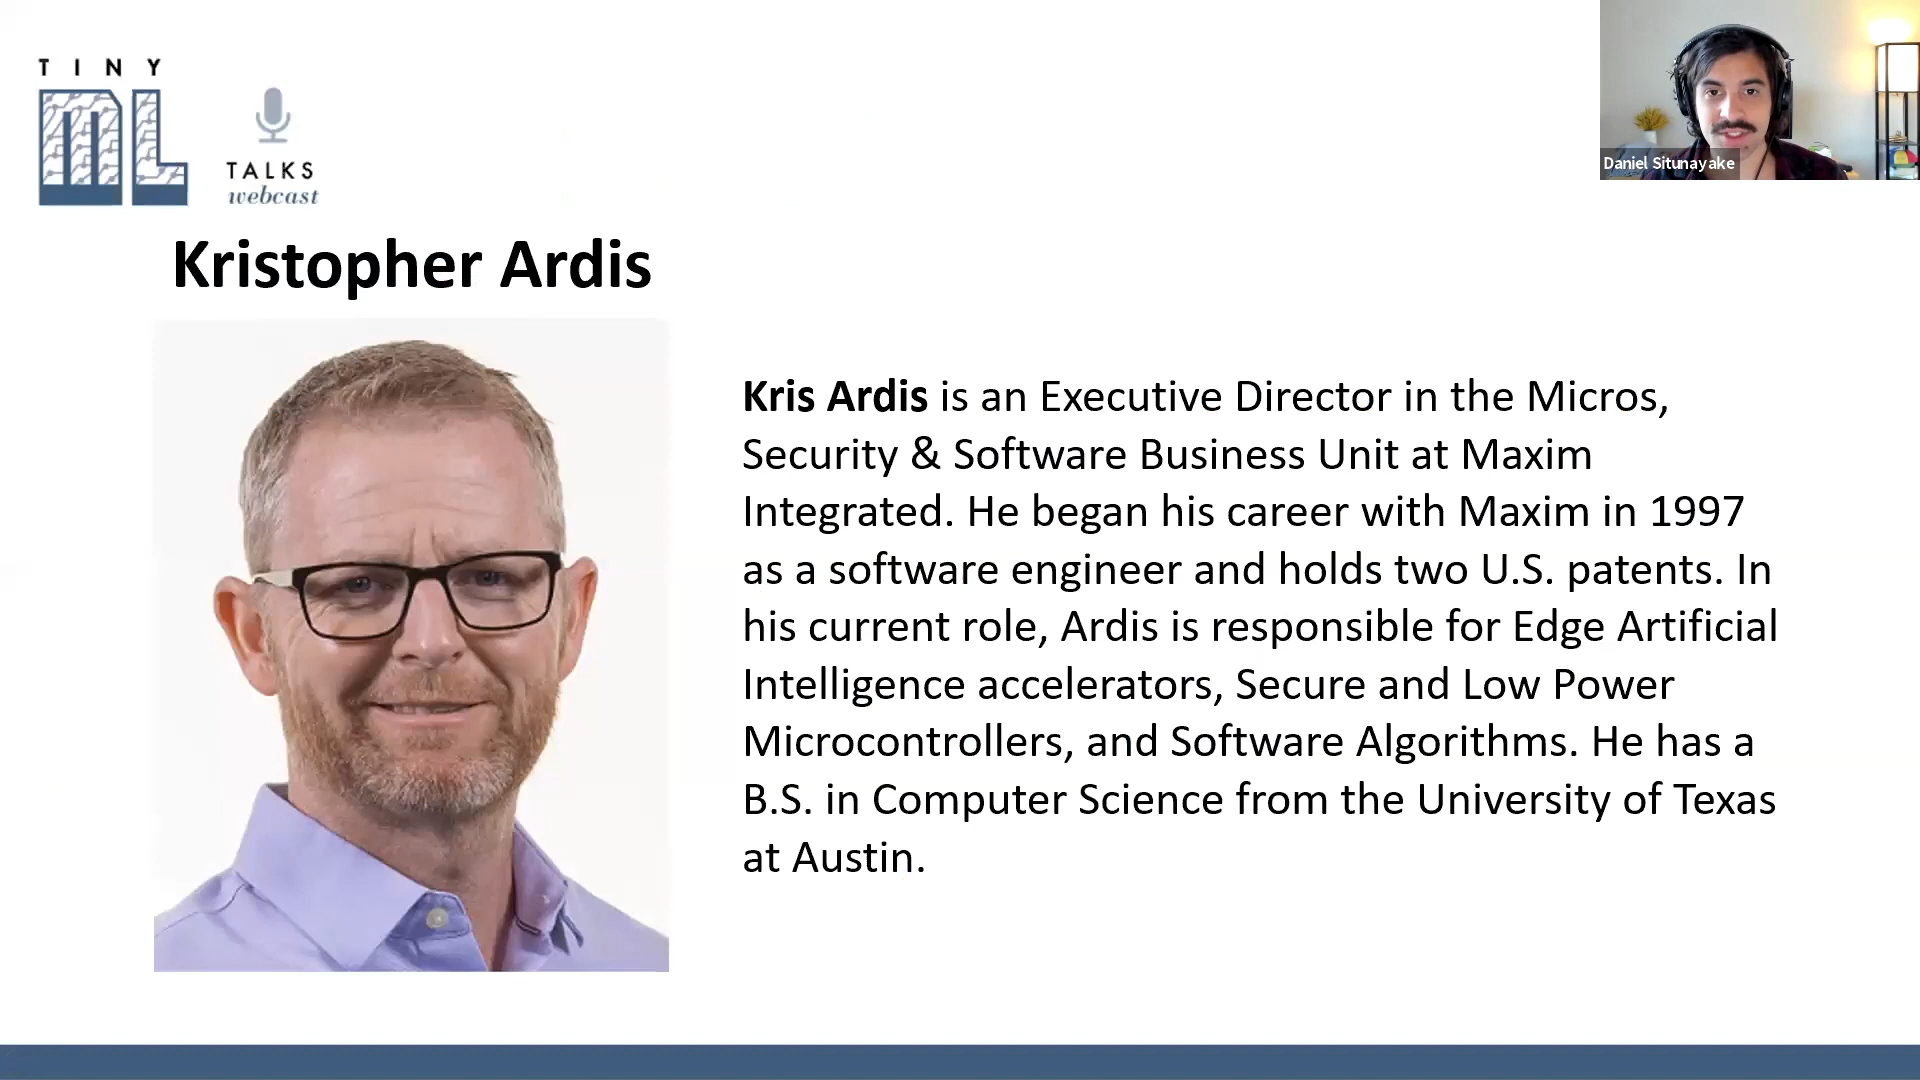 TINY
ML
TALKS
webcast
Daniel Situnayake
Kristopher Ardis
Kris Ardis is an Executive Director in the Micros,
Security & Software Business Unit at Maxim
Integrated. He began his career with Maxim in 1997
as a software engineer and holds two U.S. patents. In
his current role, Ardis is responsible for Edge Artificial
Intelligence accelerators, Secure and Low Power
Microcontrollers, and Software Algorithms. He has a
B.S. in Computer Science from the University of Texas
at Austin.